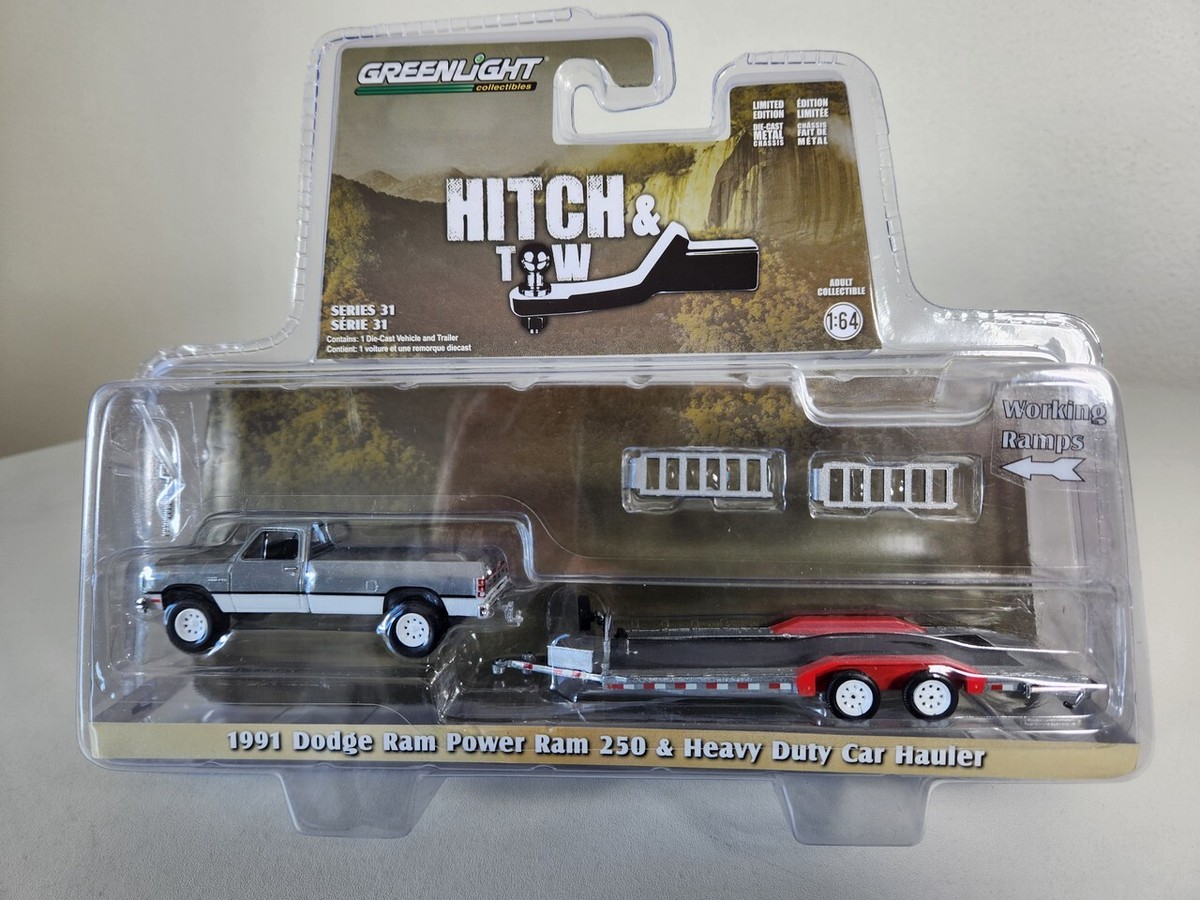 GREENLIGHT
collectibles
LIMITED EDITION
DIE-CAST METAL CHASSIS
ÉDITION LIMITÉE
CHÂSSIS FAIT DE MÉTAL
HITCH &
TOW
SERIES 31
SÉRIE 31
Contains: 1 Die-Cast Vehicle and Trailer
Contient: 1 voiture et une remorque diecast
ADULT
COLLECTIBLE
1:64
Working
Ramps
1991 Dodge Ram Power Ram 250 & Heavy Duty Car Hauler